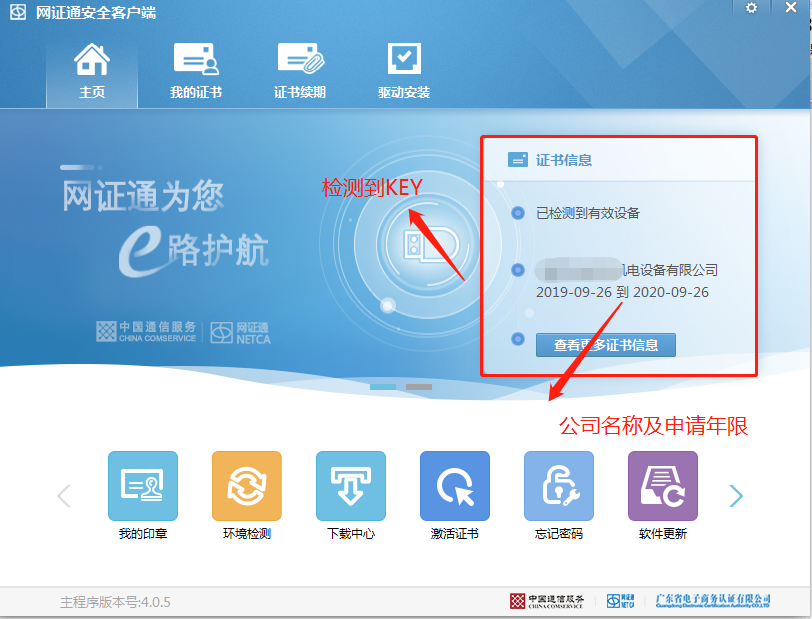 网证通安全客户端
主页
我的证书
证书续期
驱动安装
网证通为您
e路护航
中国通信服务
CHINA COMSERVICE
网证通
NETCA
检测到KEY
证书信息
已检测到有效设备
机电设备有限公司
2019-09-26 到 2020-09-26
查看更多证书信息
公司名称及申请年限
我的印章
环境检测
下载中心
激活证书
忘记密码
软件更新
主程序版本号:4.0.5
中国通信服务
CHINA COMSERVICE
网证通
NETCA
广东省电子商务认证有限公司
Guangdong Electronic Certification Authority CO.,LTD